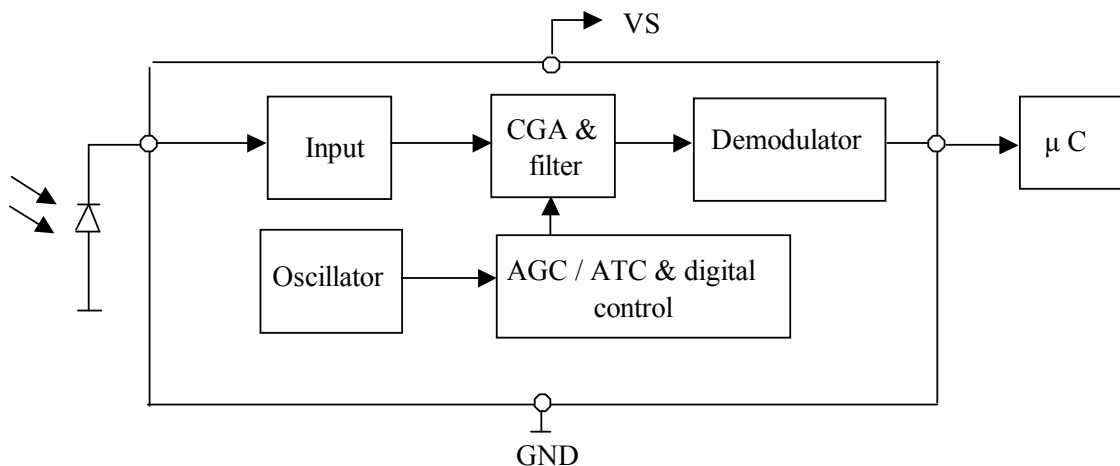 VS
Input
CGA &
filter
Demodulator
μ C
Oscillator
AGC / ATC & digital
control
GND